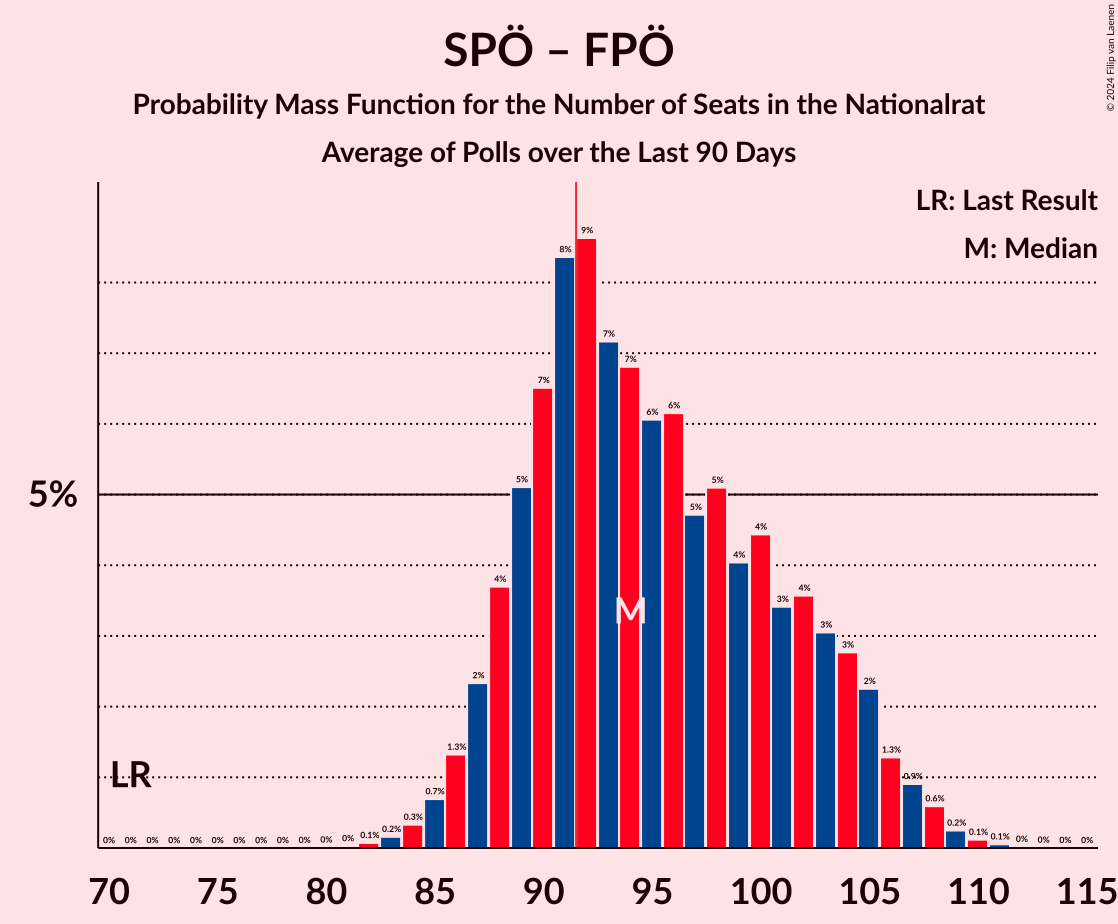 SPÖ – FPÖ
Probability Mass Function for the Number of Seats in the Nationalrat
Average of Polls over the Last 90 Days
© 2024 Filip van Laenen
LR: Last Result
M: Median
5%
LR
M
0% 0% 0% 0% 0% 0% 0% 0% 0% 0% 0% 0% 0.1% 0.2% 0.3% 0.7% 1.3% 2% 4% 5% 7% 8% 9% 7% 7% 6% 6% 5% 5% 4% 4% 3% 4% 3% 3% 2% 1.3% 0.9% 0.6% 0.2% 0.1% 0.1% 0% 0% 0% 0%
70 75 80 85 90 95 100 105 110 115